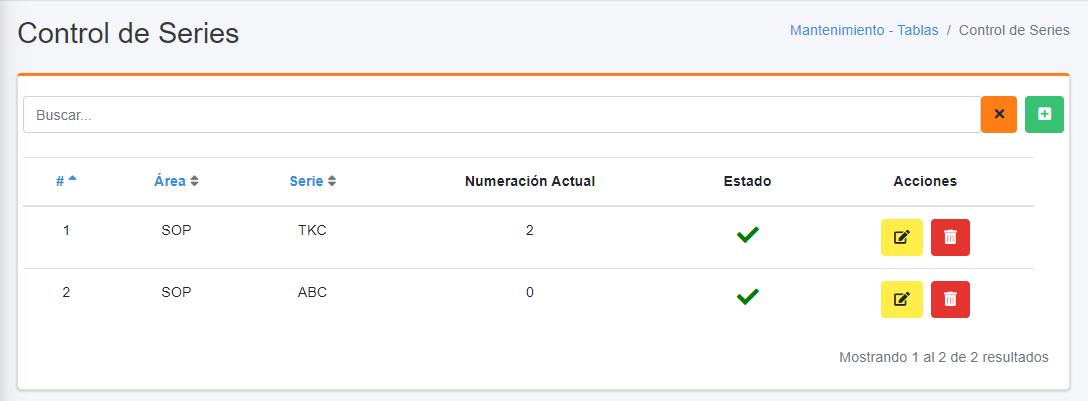 Control de Series
Mantenimiento - Tablas / Control de Series
Buscar...
# Área Serie Numeración Actual Estado Acciones
1 SOP TKC 2
2 SOP ABC 0
Mostrando 1 al 2 de 2 resultados